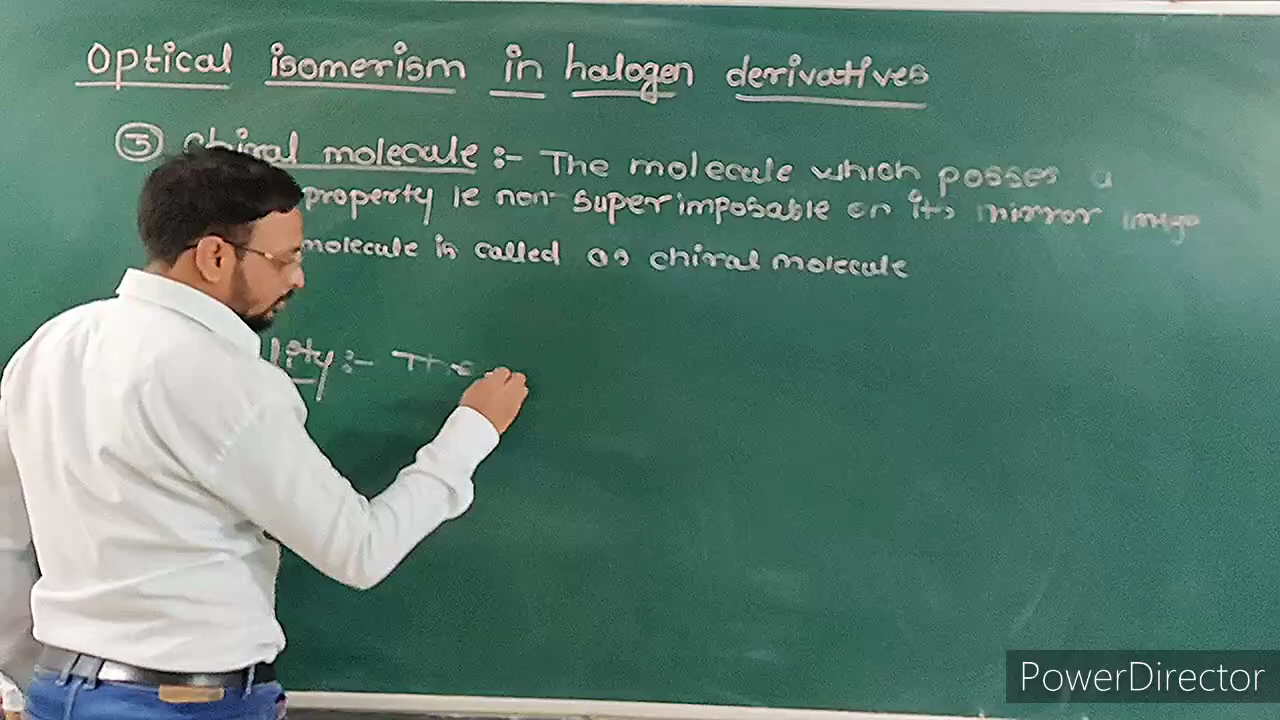 Optical isomerism in halogen derivatives
③ Chiral molecule :- The molecule which posses a
property ie non-superimposable on its mirror image
molecule is called as chiral molecule
lity :- The
PowerDirector